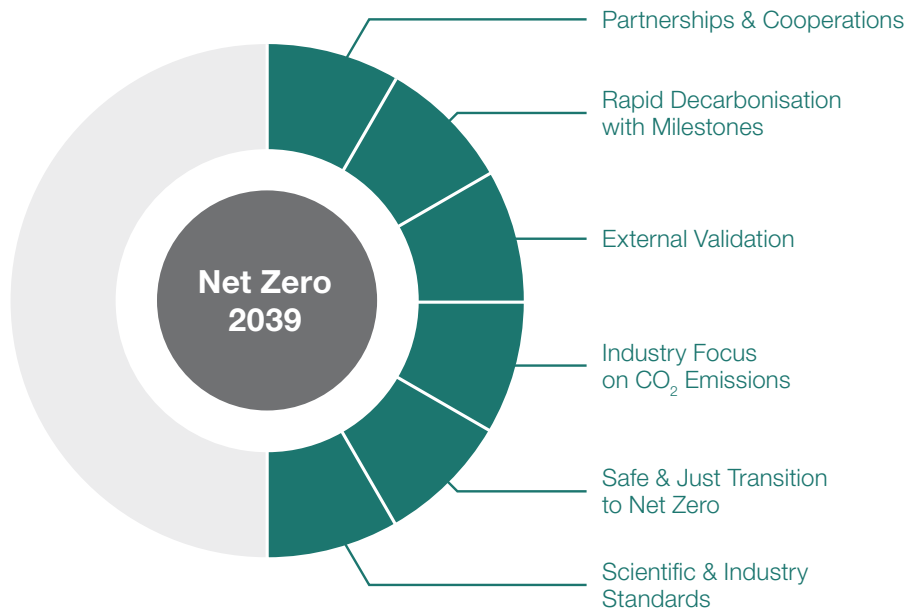 Partnerships & Cooperations
Rapid Decarbonisation
with Milestones
External Validation
Net Zero
2039
Industry Focus
on CO₂ Emissions
Safe & Just Transition
to Net Zero
Scientific & Industry
Standards